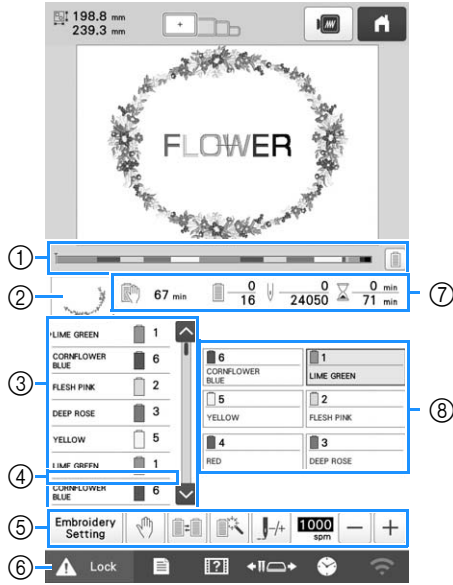 198.8 mm
239.3 mm
FLOWER
①
②
67 min
0
16
0
24050
0 min
71 min
⑦
③
LIME GREEN 1
CORNFLOWER
BLUE 6
FLESH PINK 2
DEEP ROSE 3
YELLOW 5
LIME GREEN 1
CORNFLOWER
BLUE 6
6
CORNFLOWER
BLUE
1
LIME GREEN
5
YELLOW
2
FLESH PINK
4
RED
3
DEEP ROSE
⑧
④
⑤
Embroidery
Setting
-/+
1000
spm
− +
⑥
Lock